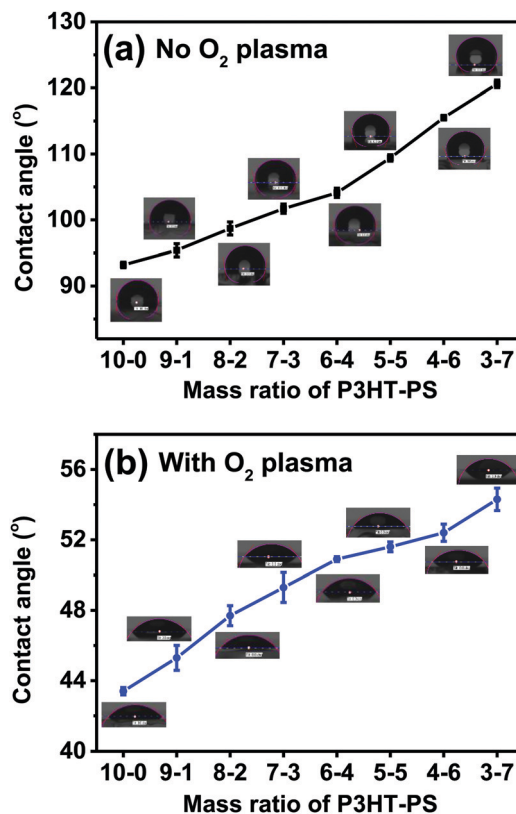 (a) No O₂ plasma
130
120
110
100
90
Contact angle (°)
10-0 9-1 8-2 7-3 6-4 5-5 4-6 3-7
Mass ratio of P3HT-PS
(b) With O₂ plasma
56
52
48
44
40
Contact angle (°)
10-0 9-1 8-2 7-3 6-4 5-5 4-6 3-7
Mass ratio of P3HT-PS